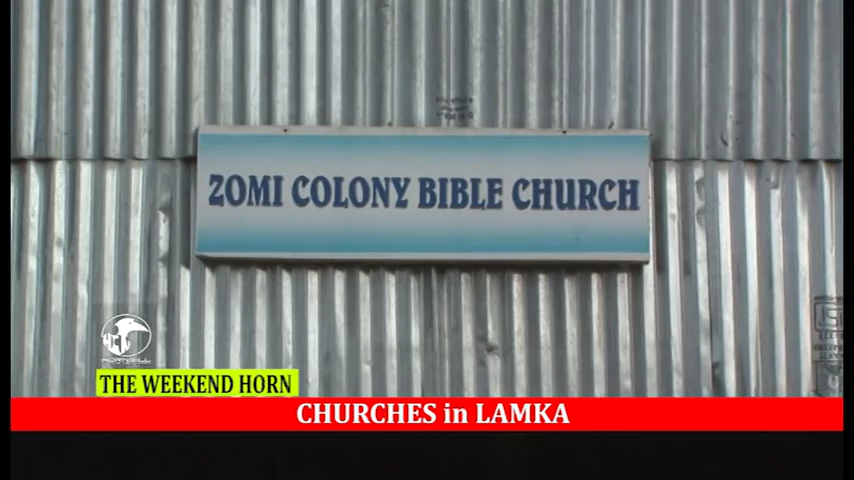 ZOMI COLONY BIBLE CHURCH
THE WEEKEND HORN
CHURCHES in LAMKA